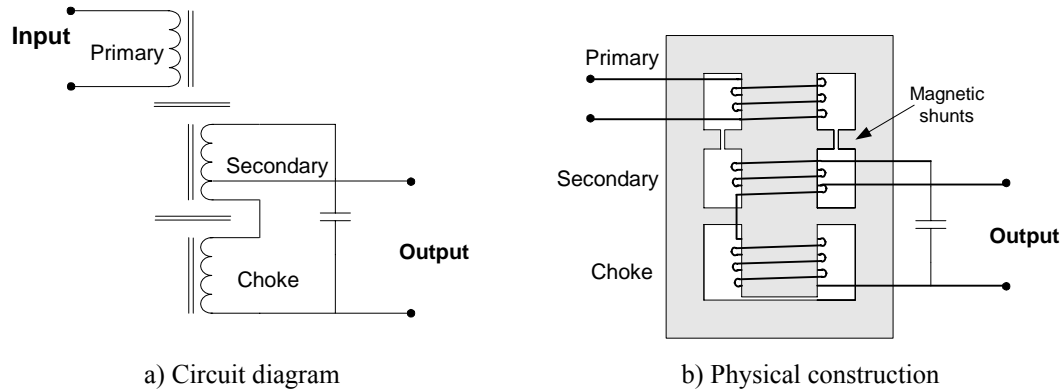 Input
Primary
Secondary
Output
Choke
a) Circuit diagram
Primary
Magnetic
shunts
Secondary
Output
Choke
b) Physical construction